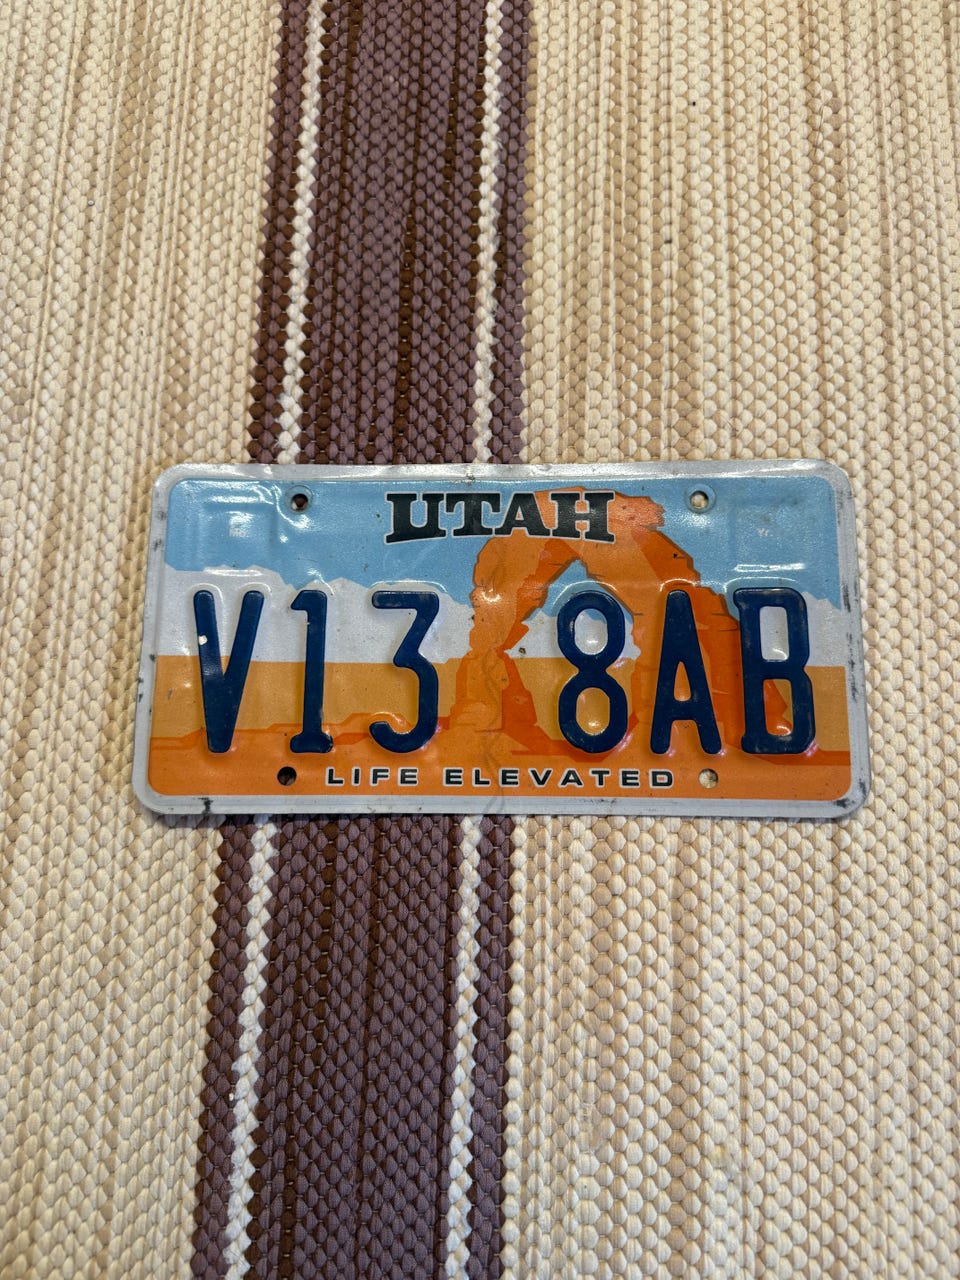 UTAH
V13 8AB
LIFE ELEVATED